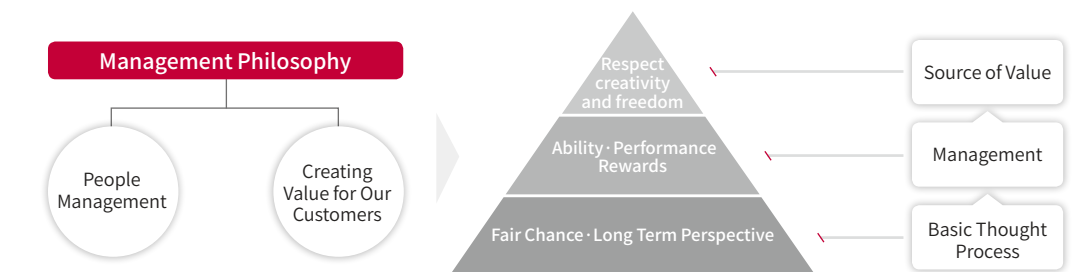 Management Philosophy
People
Management
Creating
Value for Our
Customers
Respect
creativity
and freedom
Ability·Performance
Rewards
Fair Chance·Long Term Perspective
Source of Value
Management
Basic Thought
Process